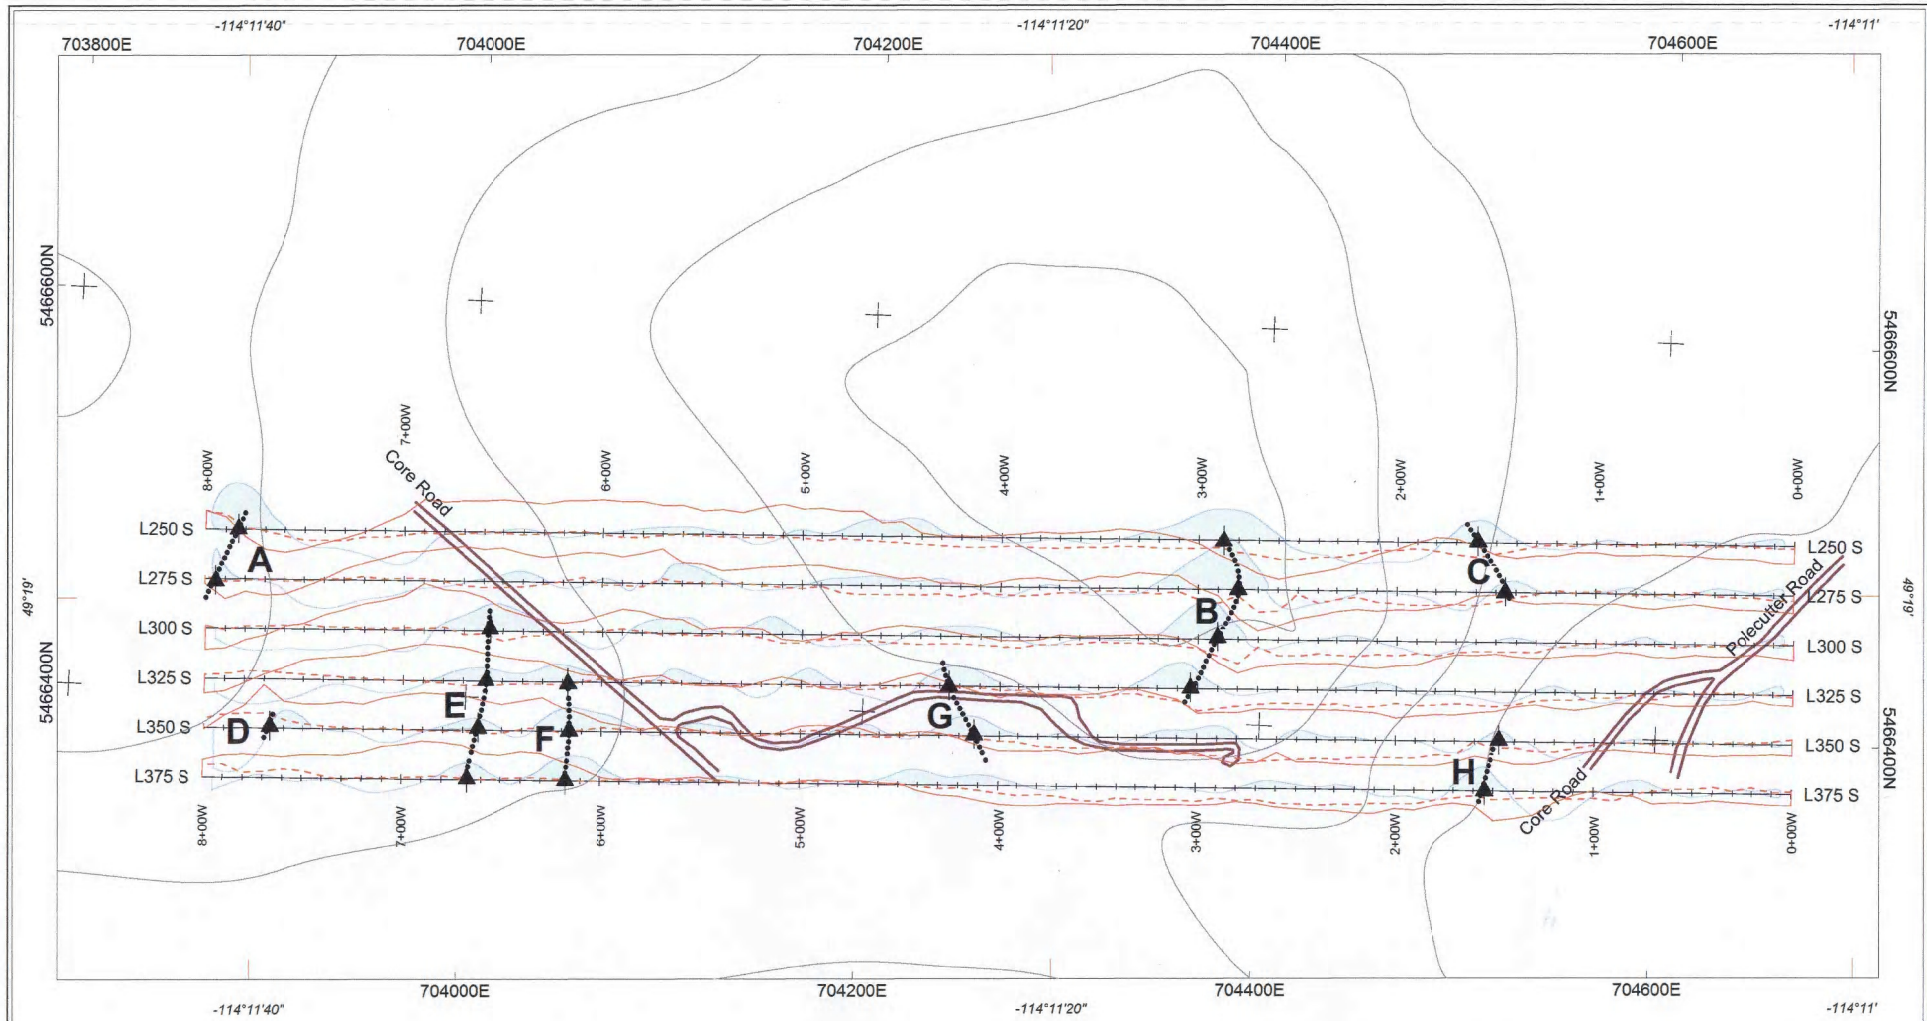 -114°11'40' -114°11'20" -114°11'
703800E 704000E 704200E 704400E 704600E
5466600N 5466600N
7+00W
Core Road
8+00W 6+00W 5+00W 4+00W 3+00W 2+00W 1+00W 0+00W
L250 S L250 S
A C
49°19' 49°19'
L275 S L275 S
B
Polecutter Road
L300 S L300 S
5466400N
L325 S L325 S
E G
D F
L350 S L350 S
5466400N
H
L375 S L375 S
Core Road
8+00W 7+00W 6+00W 5+00W 4+00W 3+00W 2+00W 1+00W 0+00W
704000E 704200E 704400E 704600E
-114°11'40" -114°11'20" -114°11'